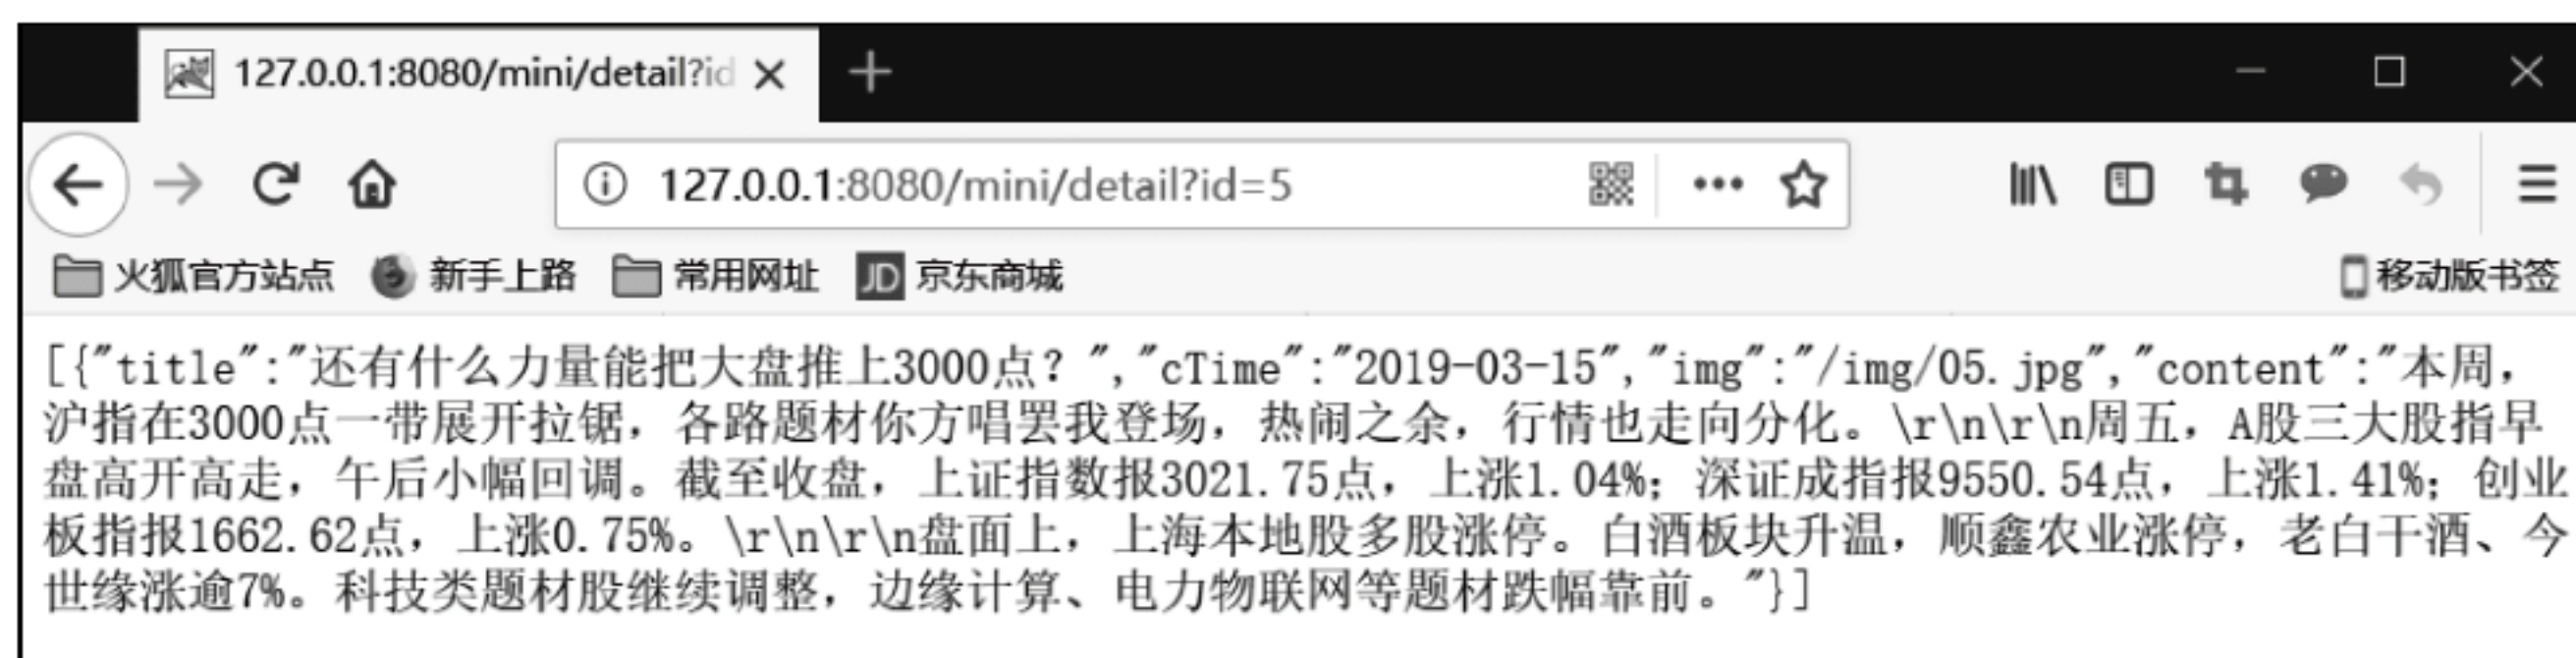 127.0.0.1:8080/mini/detail?id
127.0.0.1:8080/mini/detail?id=5
火狐官方站点 新手上路 常用网址 JD 京东商城 移动版书签
[{"title":"还有什么力量能把大盘推上3000点？","cTime":"2019-03-15","img":"/img/05.jpg","content":"本周，
沪指在3000点一带展开拉锯，各路题材你方唱罢我登场，热闹之余，行情也走向分化。\r\n\r\n周五，A股三大股指早
盘高开高走，午后小幅回调。截至收盘，上证指数报3021.75点，上涨1.04%；深证成指报9550.54点，上涨1.41%；创业
板指报1662.62点，上涨0.75%。\r\n\r\n盘面上，上海本地股多股涨停。白酒板块升温，顺鑫农业涨停，老白干酒、今
世缘涨逾7%。科技类题材股继续调整，边缘计算、电力物联网等题材跌幅靠前。"}]